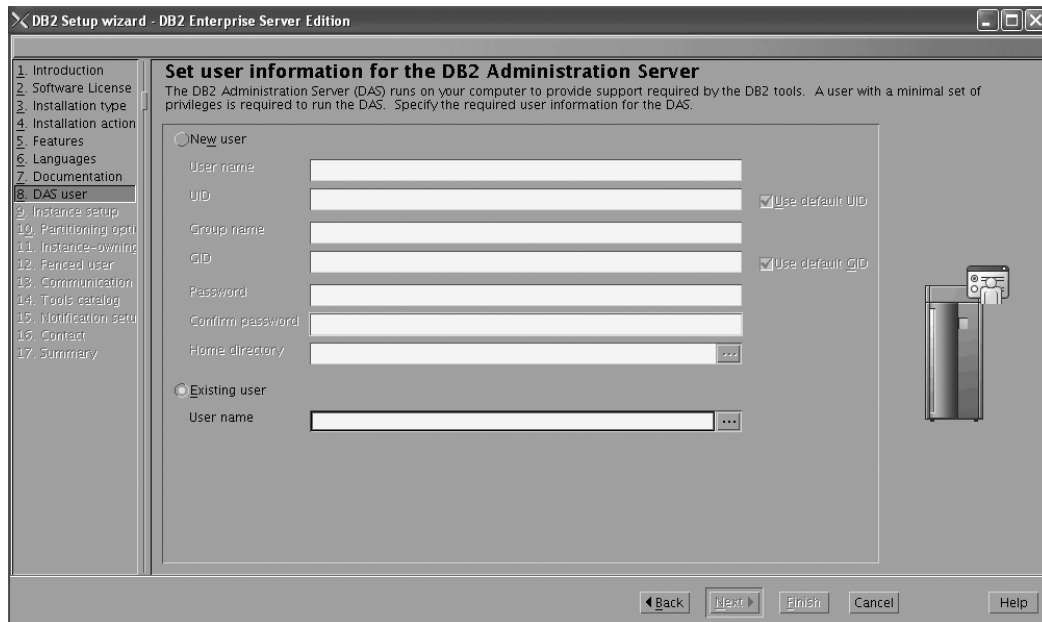 DB2 Setup wizard - DB2 Enterprise Server Edition
1. Introduction
2. Software License
3. Installation type
4. Installation action
5. Features
6. Languages
7. Documentation
8. DAS user
9. Instance setup
10. Partitioning opti
11. Instance-owning
12. Fenced user
13. Communication
14. Tools catalog
15. Notification setu
16. Contact
17. Summary
Set user information for the DB2 Administration Server
The DB2 Administration Server (DAS) runs on your computer to provide support required by the DB2 tools. A user with a minimal set of
privileges is required to run the DAS. Specify the required user information for the DAS.
New user
User name
UID
Use default UID
Group name
GID
Use default GID
Password
Confirm password
Home directory
...
Existing user
User name
...
Back
Next
Finish
Cancel
Help